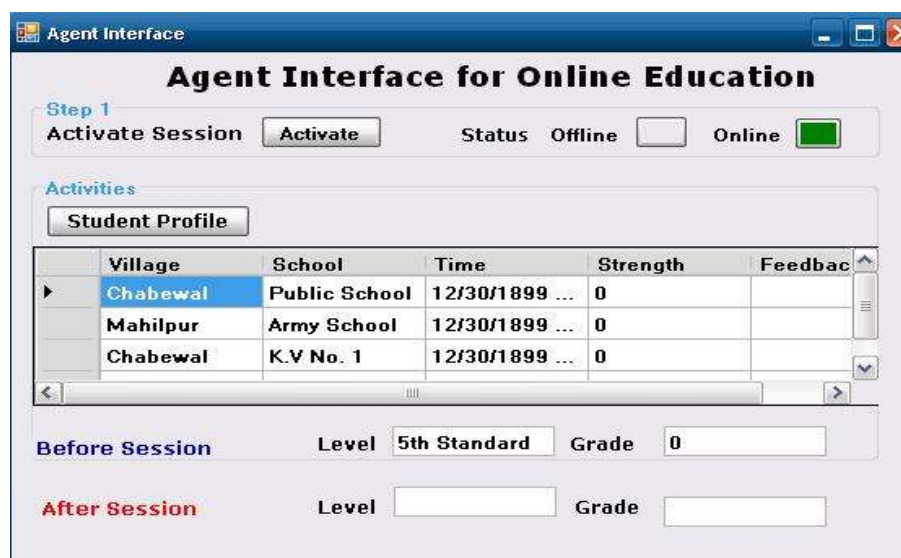 Agent Interface
Agent Interface for Online Education
Step 1
Activate Session Activate Status Offline Online
Activities
Student Profile
Village School Time Strength Feedbac
Chabewal Public School 12/30/1899 ... 0
Mahilpur Army School 12/30/1899 ... 0
Chabewal K.V No. 1 12/30/1899 ... 0
Before Session Level 5th Standard Grade 0
After Session Level Grade